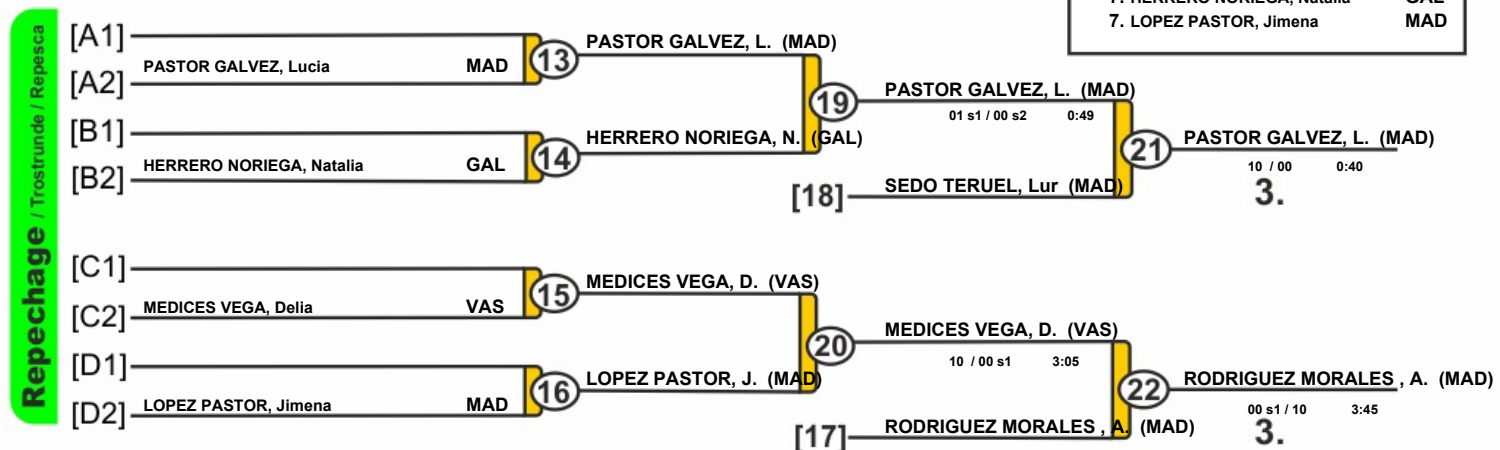 7. HERRERO NORIEGA, Natalia GAL
7. LOPEZ PASTOR, Jimena MAD
Repechage / Trostrunde / Repesca
[A1]
PASTOR GALVEZ, Lucia MAD
[A2]
13
PASTOR GALVEZ, L. (MAD)
[B1]
HERRERO NORIEGA, Natalia GAL
[B2]
14
HERRERO NORIEGA, N. (GAL)
19
PASTOR GALVEZ, L. (MAD)
01 s1 / 00 s2 0:49
[18] SEDO TERUEL, Lur (MAD)
21
PASTOR GALVEZ, L. (MAD)
10 / 00 0:40
3.
[C1]
MEDICES VEGA, Delia VAS
[C2]
15
MEDICES VEGA, D. (VAS)
[D1]
LOPEZ PASTOR, Jimena MAD
[D2]
16
LOPEZ PASTOR, J. (MAD)
20
MEDICES VEGA, D. (VAS)
10 / 00 s1 3:05
[17] RODRIGUEZ MORALES , A. (MAD)
22
RODRIGUEZ MORALES , A. (MAD)
00 s1 / 10 3:45
3.